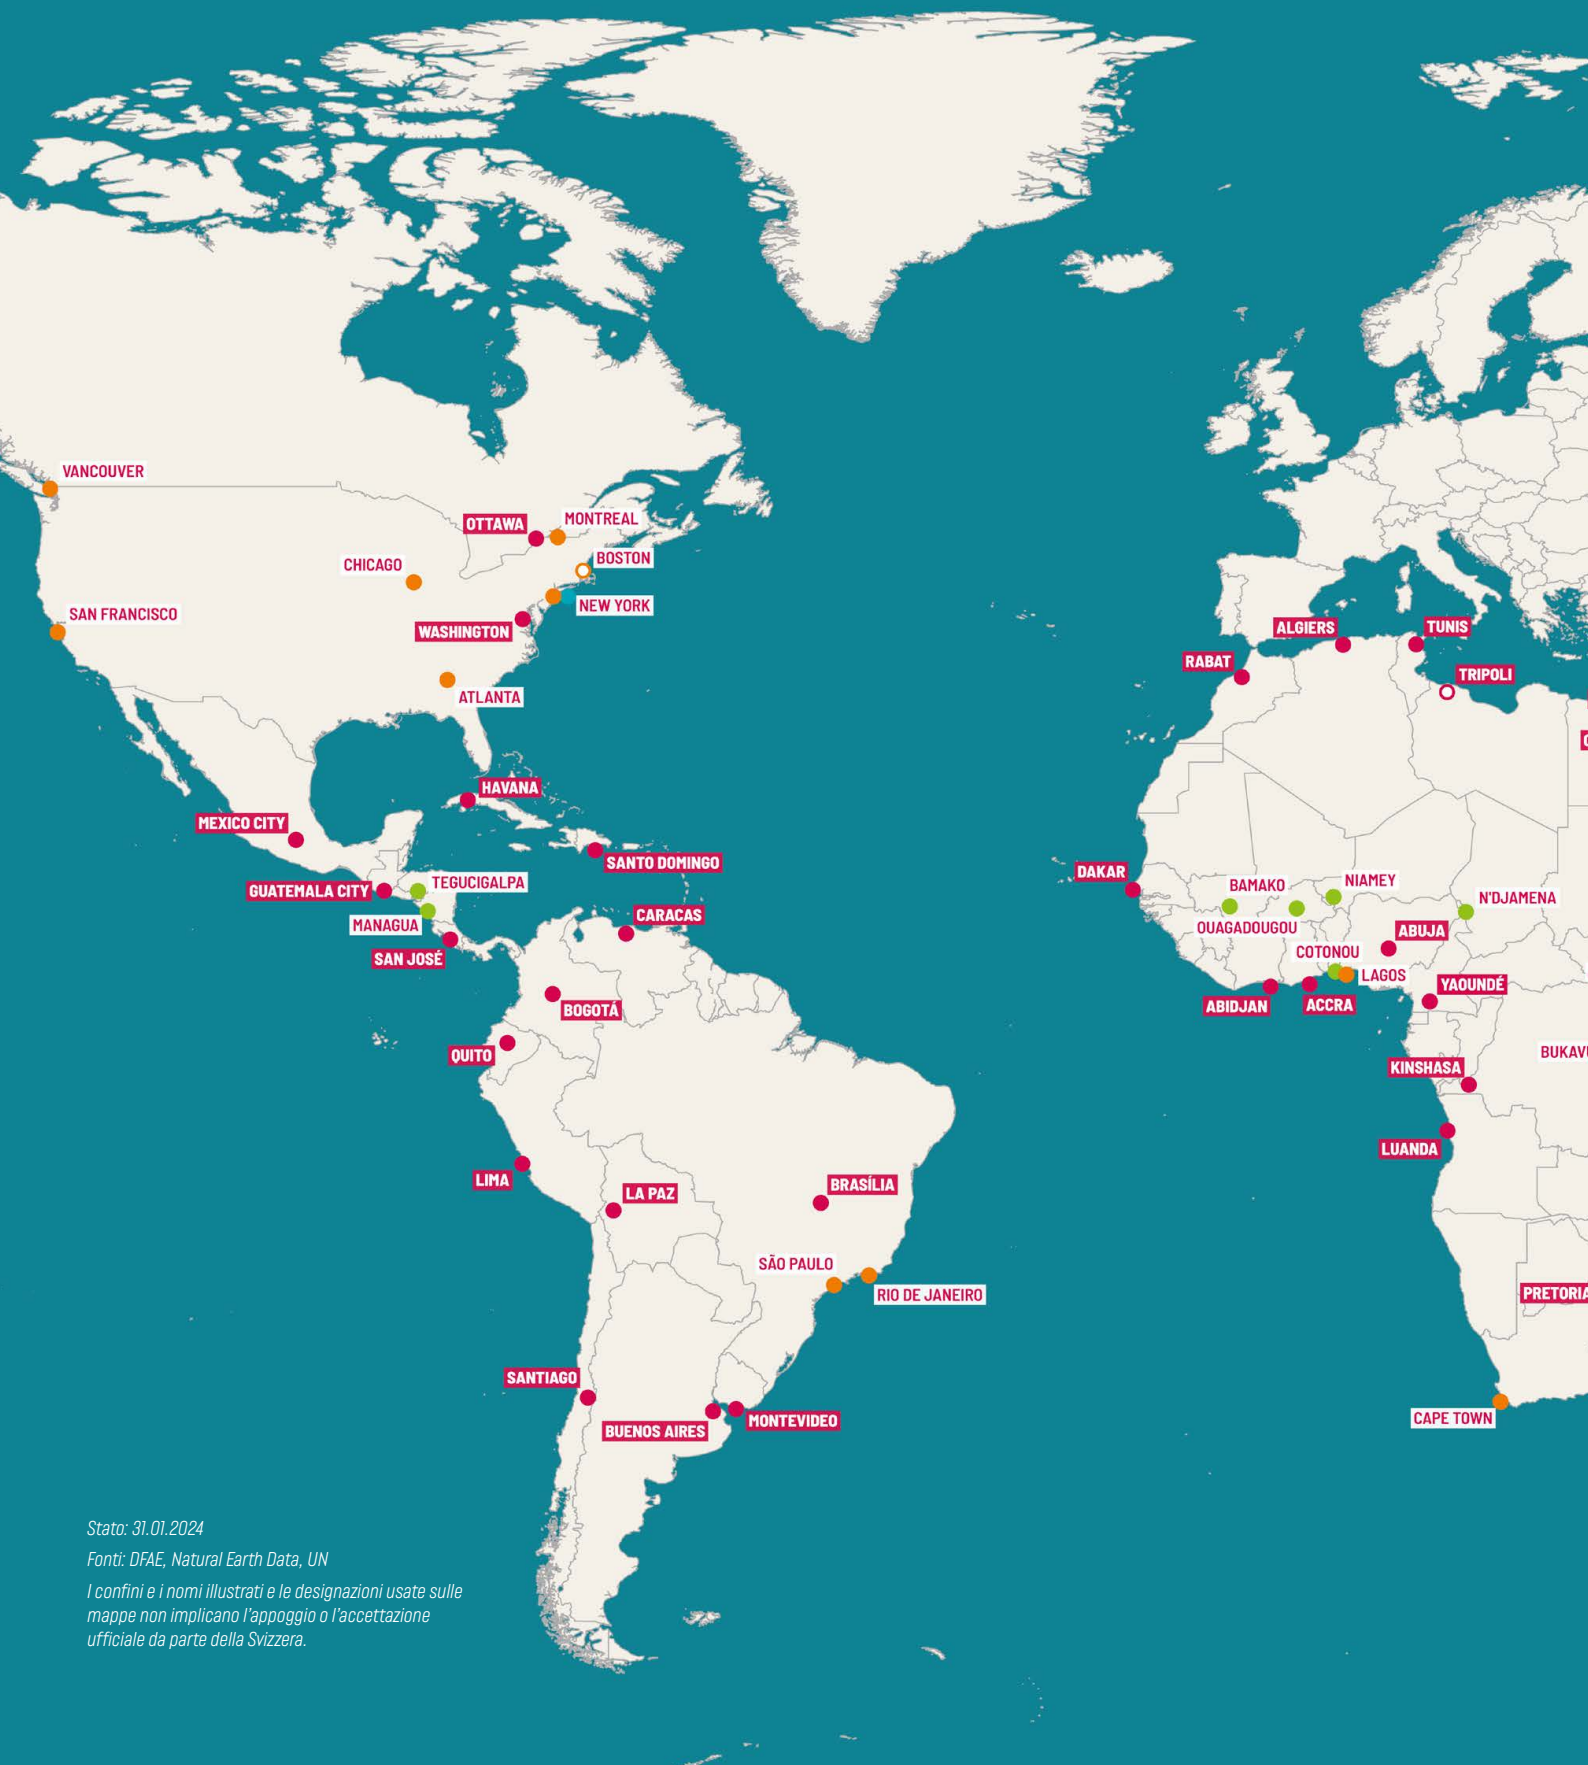 VANCOUVER
OTTAWA
MONTREAL
BOSTON
CHICAGO
NEW YORK
SAN FRANCISCO
WASHINGTON
ATLANTA
HAVANA
MEXICO CITY
SANTO DOMINGO
GUATEMALA CITY
TEGUCIGALPA
MANAGUA
CARACAS
SAN JOSÉ
BOGOTÁ
QUITO
LIMA
LA PAZ
BRASÍLIA
SÃO PAULO
RIO DE JANEIRO
SANTIAGO
BUENOS AIRES
MONTEVIDEO
ALGIERS
TUNIS
RABAT
TRIPOLI
DAKAR
BAMAKO
NIAMEY
N'DJAMENA
OUAGADOUGOU
ABUJA
COTONOU
LAGOS
YAOUNDÉ
ABIDJAN
ACCRA
BUKAVU
KINSHASA
LUANDA
PRETORIA
CAPE TOWN
Stato: 31.01.2024
Fonti: DFAE, Natural Earth Data, UN
I confini e i nomi illustrati e le designazioni usate sulle
mappe non implicano l'appoggio o l'accettazione
ufficiale da parte della Svizzera.